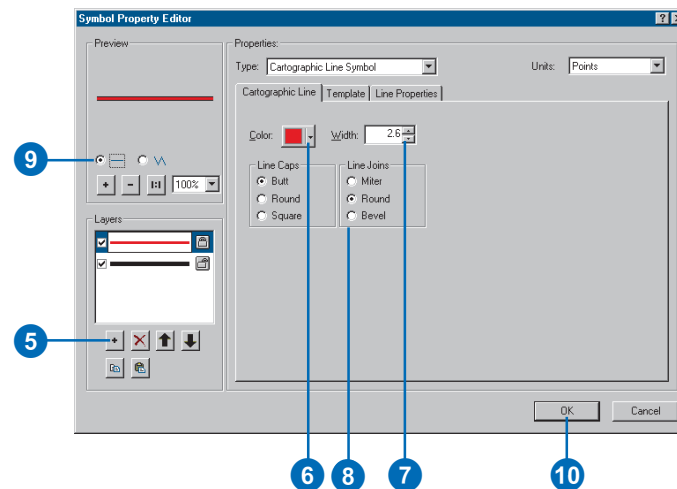 Symbol Property Editor
Preview
Properties:
Type: Cartographic Line Symbol
Units: Points
Cartographic Line Template Line Properties
Color: Width: 2.6
9
100%
Line Caps Line Joins
Butt Miter
Round Round
Square Bevel
Layers
5
OK Cancel
6 8 7 10